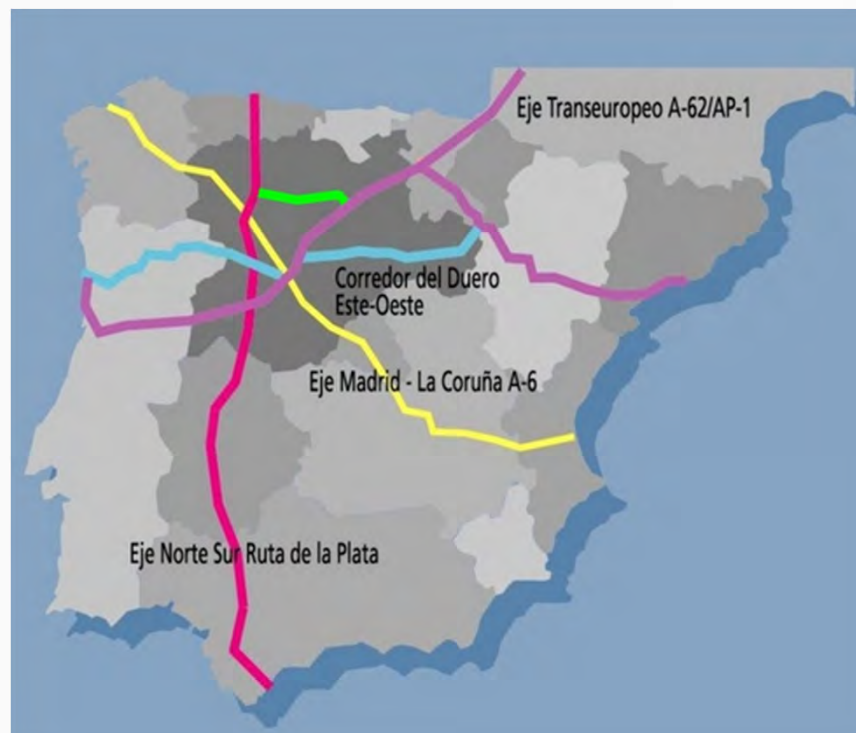 Eje Transeuropeo A-62/AP-1
Corredor del Duero
Este-Oeste
Eje Madrid - La Coruña A-6
Eje Norte Sur Ruta de la Plata